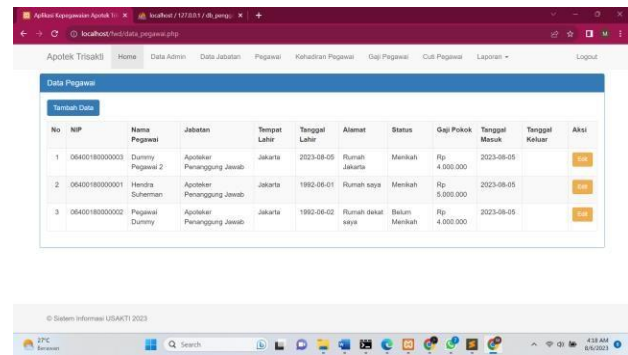 Aplikasi Kepegawaian Apotek Tri
localhost / 127.0.0.1 / db_pengg
localhost/fwd/data_pegawai.php
Apotek Trisakti Home Data Admin Data Jabatan Pegawai Kehadiran Pegawai Gaji Pegawai Cuti Pegawai Laporan Logout
Data Pegawai
Tambah Data
No NIP Nama Pegawai Jabatan Tempat Lahir Tanggal Lahir Alamat Status Gaji Pokok Tanggal Masuk Tanggal Keluar Aksi
1 06400180000003 Dummy Pegawai 2 Apoteker Penanggung Jawab Jakarta 2023-08-05 Rumah Jakarta Menikah Rp 4.000.000 2023-08-05 Edit
2 06400180000001 Hendra Suherman Apoteker Penanggung Jawab Jakarta 1992-06-01 Rumah saya Menikah Rp 5.000.000 2023-08-05 Edit
3 06400180000002 Pegawai Dummy Apoteker Penanggung Jawab Jakarta 1992-06-02 Rumah dekat saya Belum Menikah Rp 4.000.000 2023-08-05 Edit
© Sistem Informasi USAKTI 2023
27°C
Berawan
Search
4:38 AM
8/6/2023